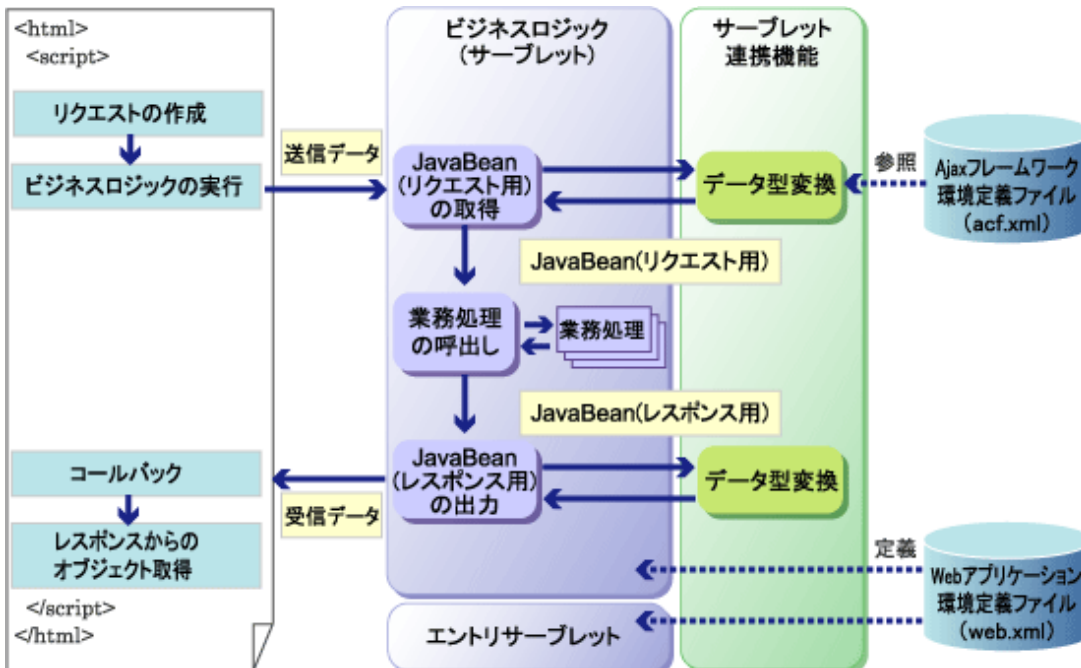 <html>
<script>
リクエストの作成
ビジネスロジックの実行
コールバック
レスポンスからの
オブジェクト取得
</script>
</html>
送信データ
受信データ
ビジネスロジック
(サーブレット)
JavaBean
(リクエスト用)
の取得
JavaBean(リクエスト用)
業務処理
の呼出し
業務処理
JavaBean(レスポンス用)
JavaBean
(レスポンス用)
の出力
エントリサーブレット
サーブレット
連携機能
データ型変換
データ型変換
参照
Ajaxフレームワーク
環境定義ファイル
(acf.xml)
定義
Webアプリケーション
環境定義ファイル
(web.xml)